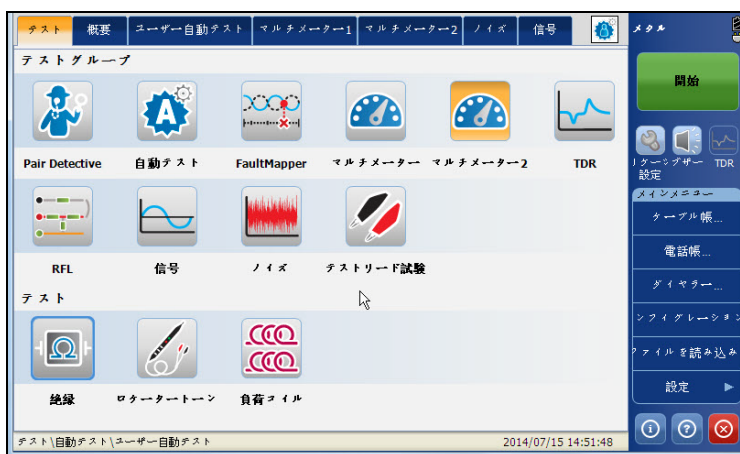 テスト 概要 ユーザー自動テスト マルチメーター1 マルチメーター2 ノイズ 信号
テストグループ
Pair Detective 自動テスト FaultMapper マルチメーター マルチメーター2 TDR
RFL 信号 ノイズ テストリード試験
テスト
絶縁 ロケータートーン 負荷コイル
テスト\自動テスト\ユーザー自動テスト 2014/07/15 14:51:48
メタル
開始
TDR
設定
メインメニュー
ケーブル帳...
電話帳...
ダイヤラー...
ンフィグレーション
ァイルを読み込み
設定